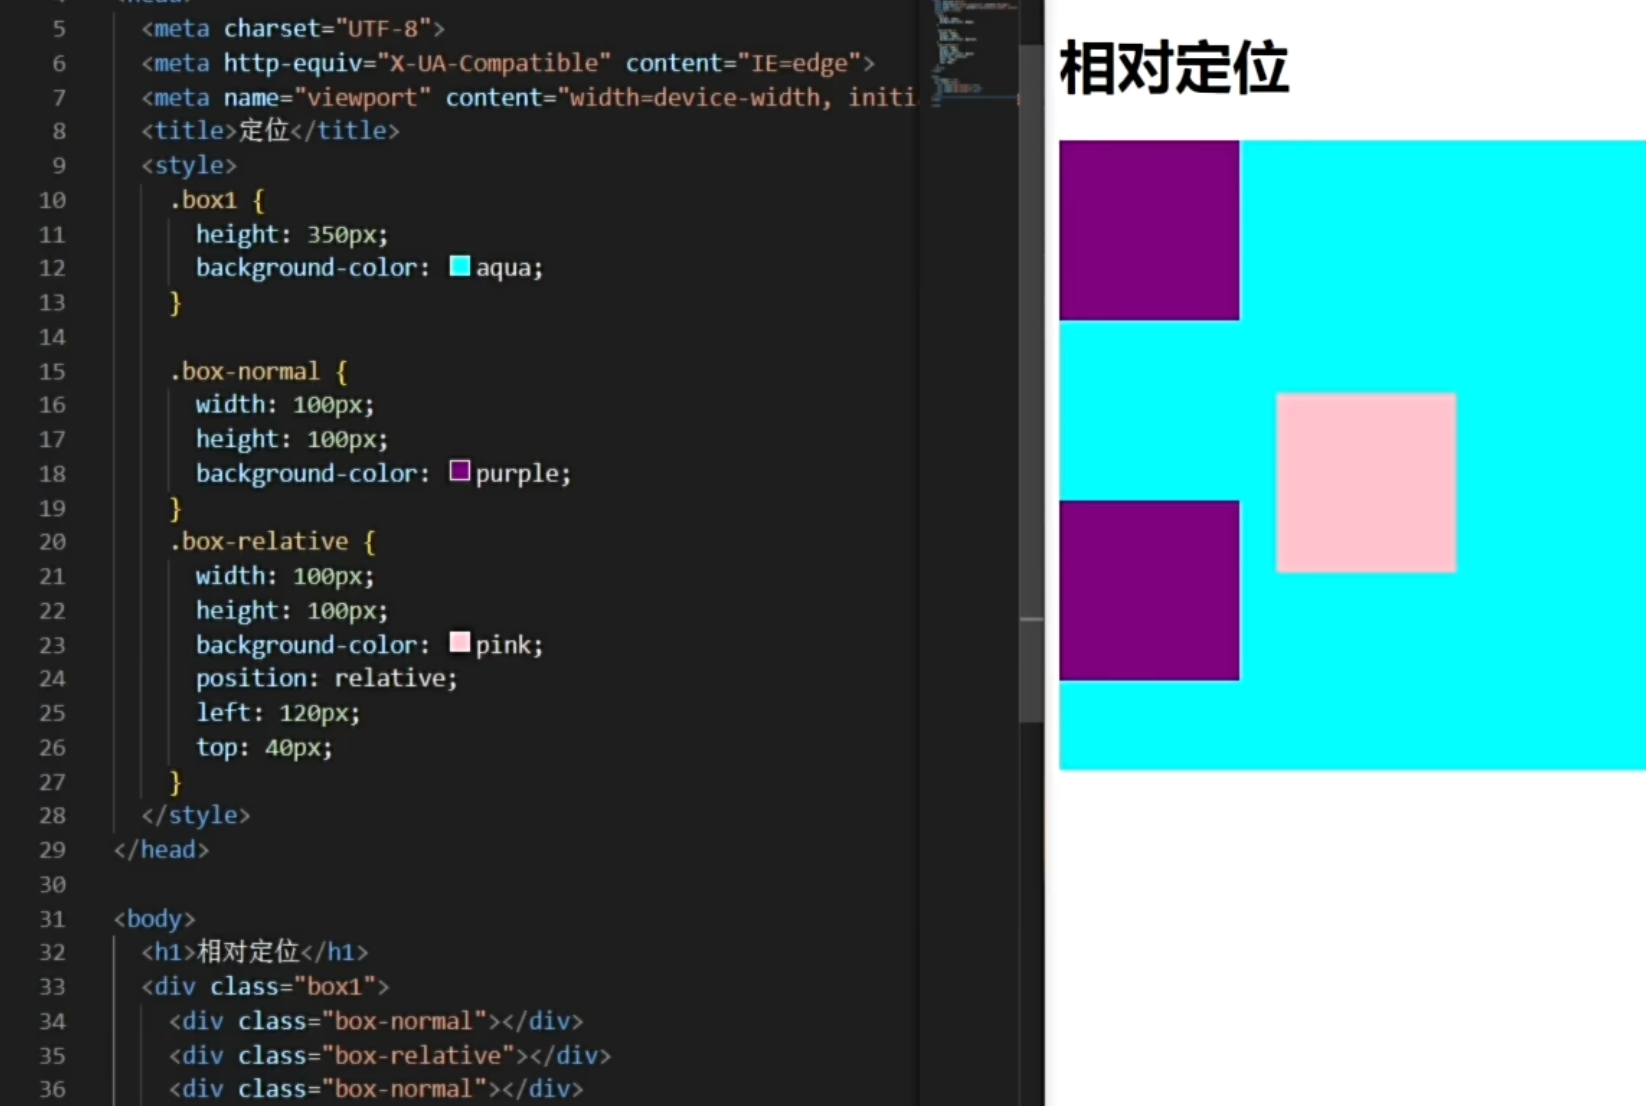 5 <meta charset="UTF-8">
6 <meta http-equiv="X-UA-Compatible" content="IE=edge">
7 <meta name="viewport" content="width=device-width, initi
8 <title>定位</title>
9 <style>
10 .box1 {
11 height: 350px;
12 background-color: aqua;
13 }
14
15 .box-normal {
16 width: 100px;
17 height: 100px;
18 background-color: purple;
19 }
20 .box-relative {
21 width: 100px;
22 height: 100px;
23 background-color: pink;
24 position: relative;
25 left: 120px;
26 top: 40px;
27 }
28 </style>
29 </head>
30
31 <body>
32 <h1>相对定位</h1>
33 <div class="box1">
34 <div class="box-normal"></div>
35 <div class="box-relative"></div>
36 <div class="box-normal"></div>
相对定位